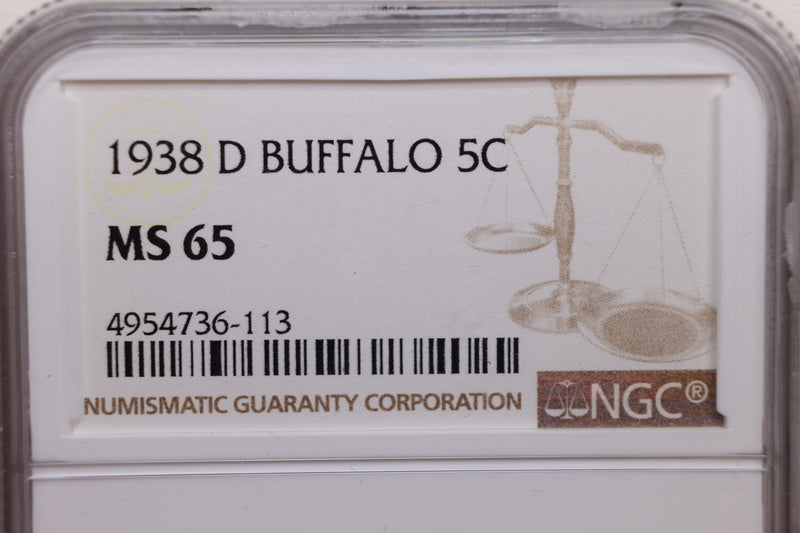 1938 D BUFFALO 5C
MS 65
4954736-113
NUMISMATIC GUARANTY CORPORATION
NGC®